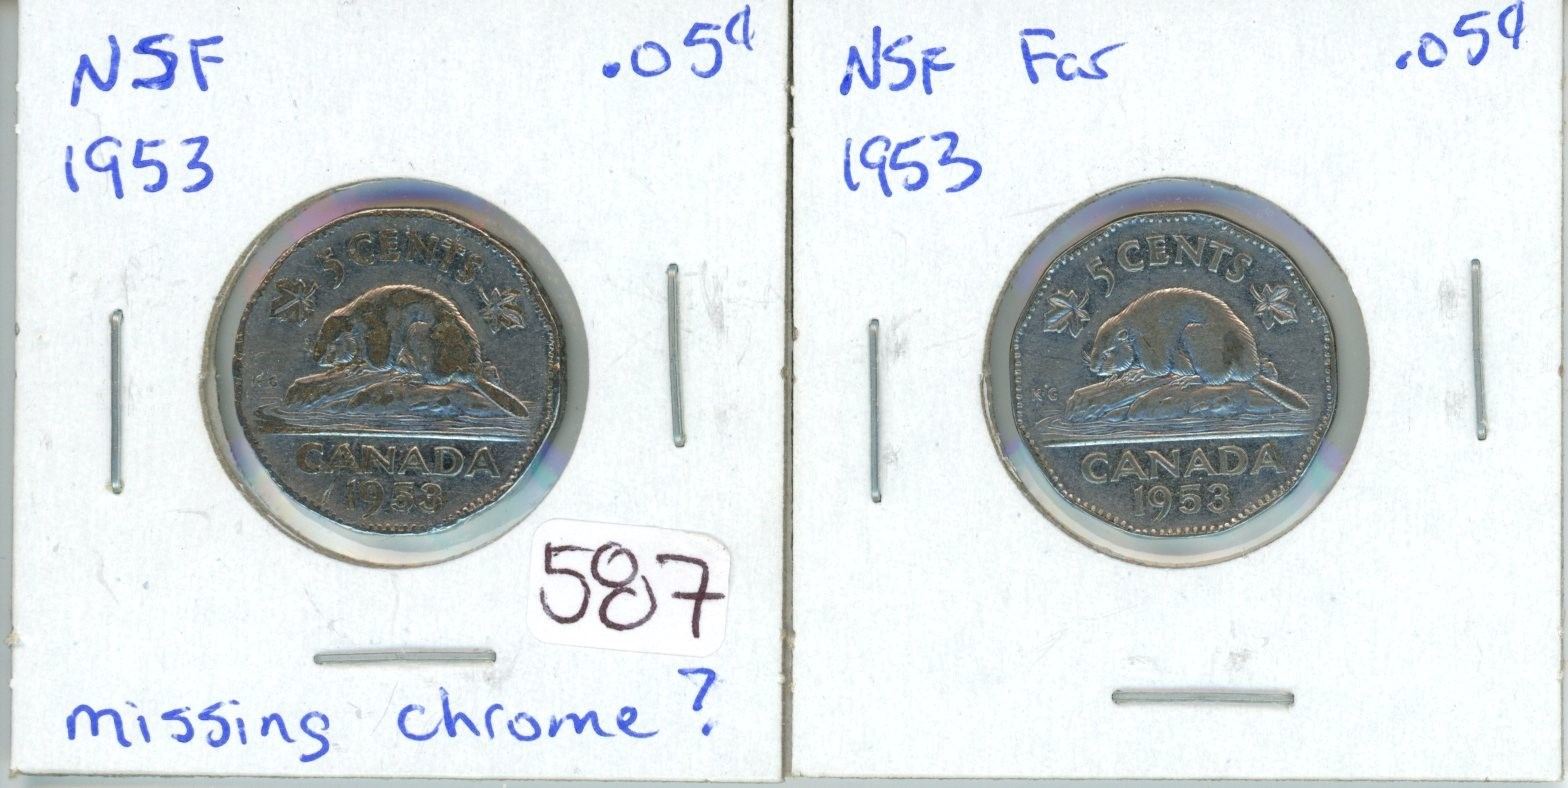 NSF .05¢
1953
5 CENTS
KG
CANADA
1953
587
missing chrome?
NSF Far .05¢
1953
5 CENTS
K·G
CANADA
1953